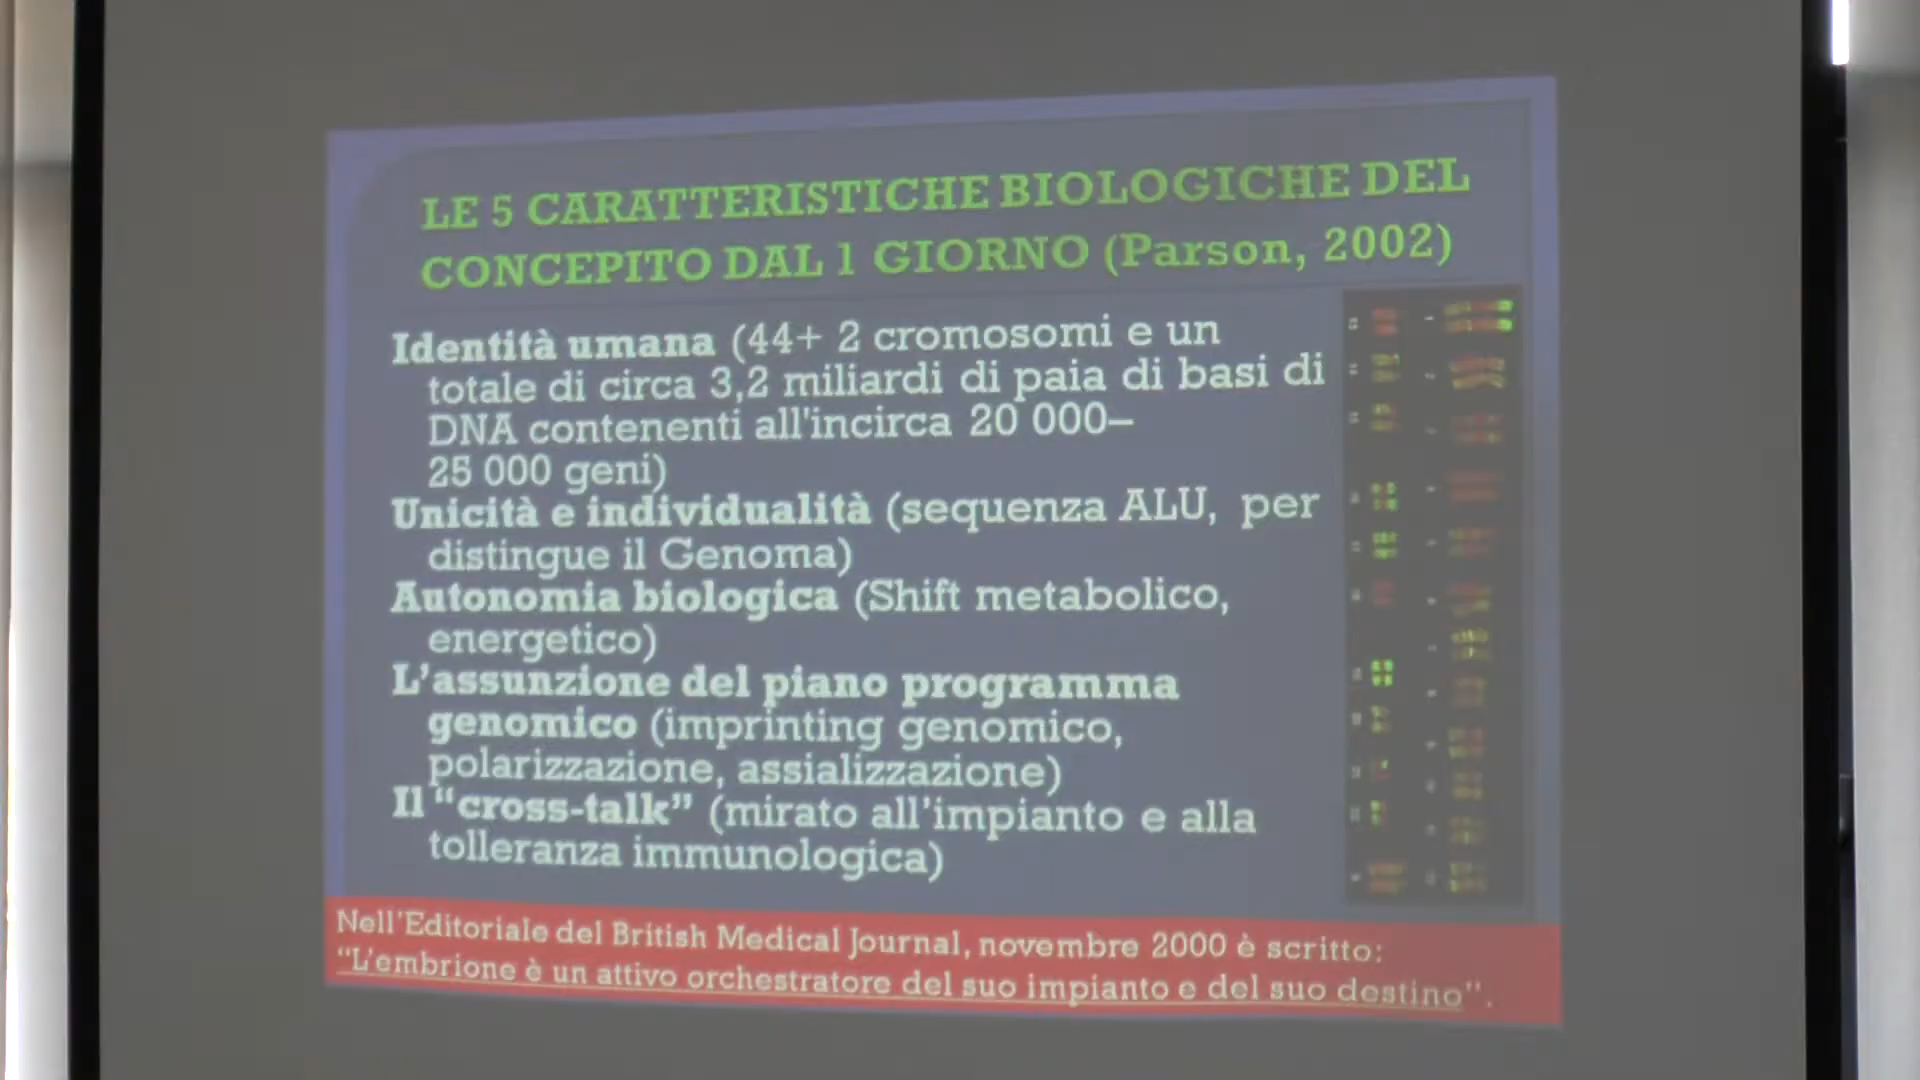 LE 5 CARATTERISTICHE BIOLOGICHE DEL
CONCEPITO DAL 1 GIORNO (Parson, 2002)
Identità umana (44+ 2 cromosomi e un
totale di circa 3,2 miliardi di paia di basi di
DNA contenenti all'incirca 20 000–
25 000 geni)
Unicità e individualità (sequenza ALU, per
distingue il Genoma)
Autonomia biologica (Shift metabolico,
energetico)
L'assunzione del piano programma
genomico (imprinting genomico,
polarizzazione, assializzazione)
Il "cross-talk" (mirato all'impianto e alla
tolleranza immunologica)
Nell'Editoriale del British Medical Journal, novembre 2000 è scritto:
"L'embrione è un attivo orchestratore del suo impianto e del suo destino".